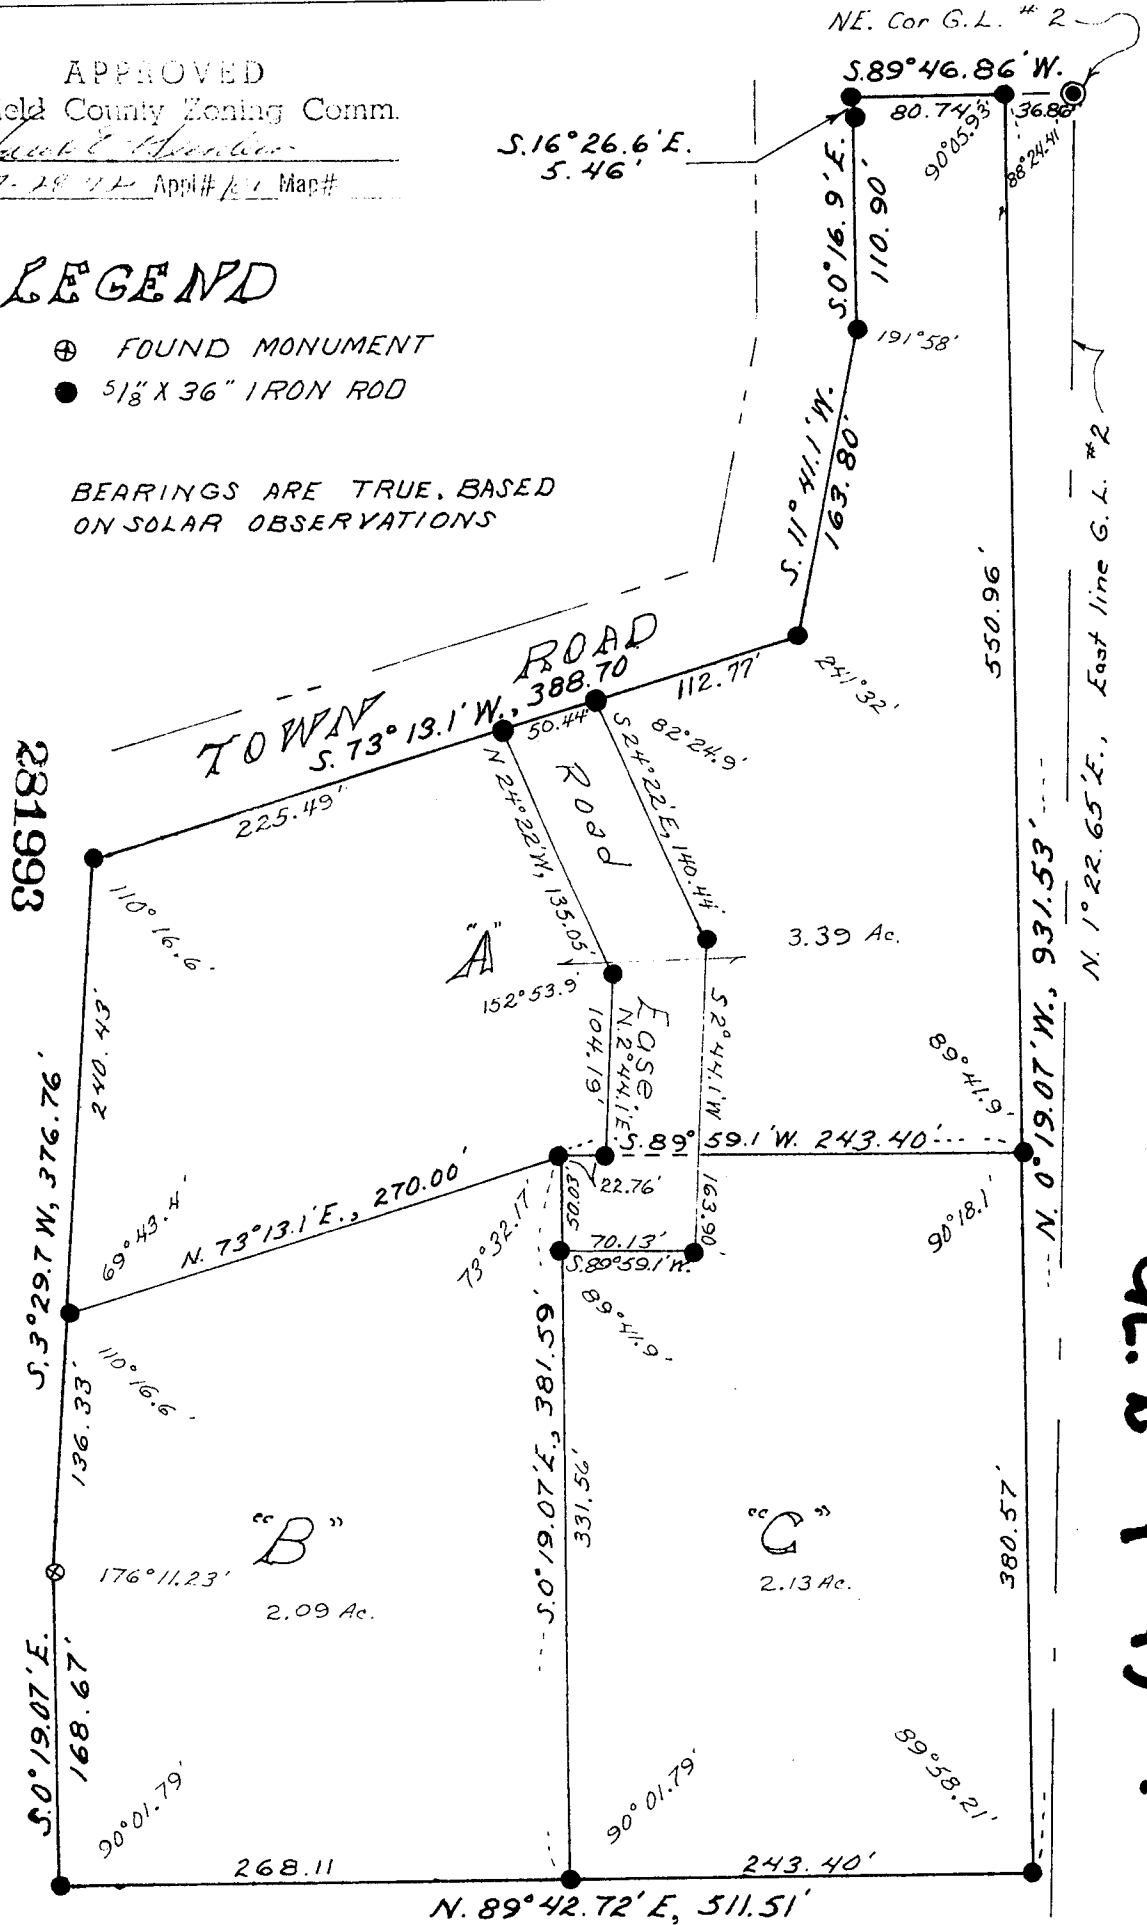 NE. Cor G.L. # 2
APPROVED
County Zoning Comm.
Appl# Map#
S.89°46.86'W.
80.74'
36.86'
90°05.93'
88°24.41'
S.16°26.6'E.
5.46'
S.0°16.9'E.
110.90'
191°58'
LEGEND
⊗ FOUND MONUMENT
● 5/8" X 36" IRON ROD
BEARINGS ARE TRUE, BASED
ON SOLAR OBSERVATIONS
S. 11°41.1'W.
163.80'
241°32'
550.96'
N. 1°22.65'E., East line G.L. #2
TOWN ROAD
S. 73°13.1'W., 388.70
225.49'
50.44'
112.77'
82°24.9'
281993
110°16.6'
N 24°22'W, 135.05'
Road
S 24°22'E, 140.44'
"A"
3.39 Ac.
152°53.9'
240.43'
S.3°29.7'W, 376.76'
104.19'
N.2°44.1'E.
Ease.
S 2°44.1'W
163.90'
89°41.9'
N. 0°19.07'W., 931.53'
S.89°59.1'W. 243.40'
22.76'
50.03'
70.13'
S.89°59.1'W.
90°18.1'
N. 73°13.1'E., 270.00'
69°43.4'
73°32.17'
89°41.9'
110°16.6'
136.33'
S.0°19.07'E., 381.59'
331.56'
380.57'
"B"
2.09 Ac.
"C"
2.13 Ac.
176°11.23'
S.0°19.07'E.
168.67'
90°01.79'
90°01.79'
89°58.21'
268.11
243.40'
N. 89°42.72'E, 511.51'